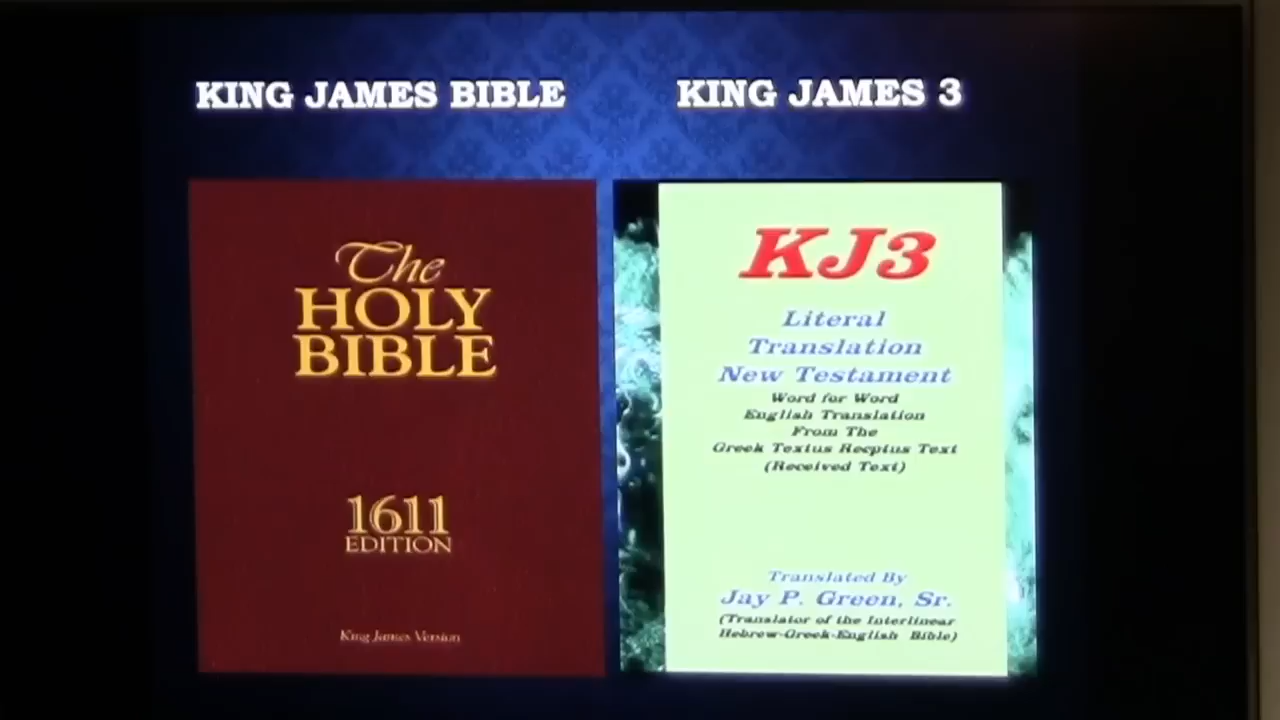 KING JAMES BIBLE
KING JAMES 3
The
HOLY
BIBLE
1611
EDITION
King James Version
KJ3
Literal
Translation
New Testament
Word for Word
English Translation
From The
Greek Textus Recptus Text
(Received Text)
Translated By
Jay P. Green, Sr.
(Translator of the Interlinear
Hebrew-Greek-English Bible)